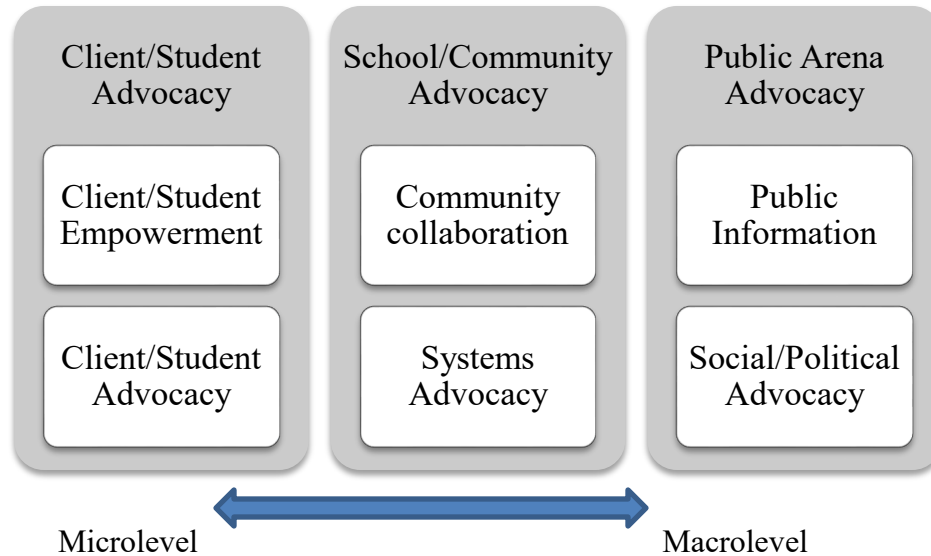 Client/Student
Advocacy
Client/Student
Empowerment
Client/Student
Advocacy
School/Community
Advocacy
Community
collaboration
Systems
Advocacy
Public Arena
Advocacy
Public
Information
Social/Political
Advocacy
Microlevel
Macrolevel